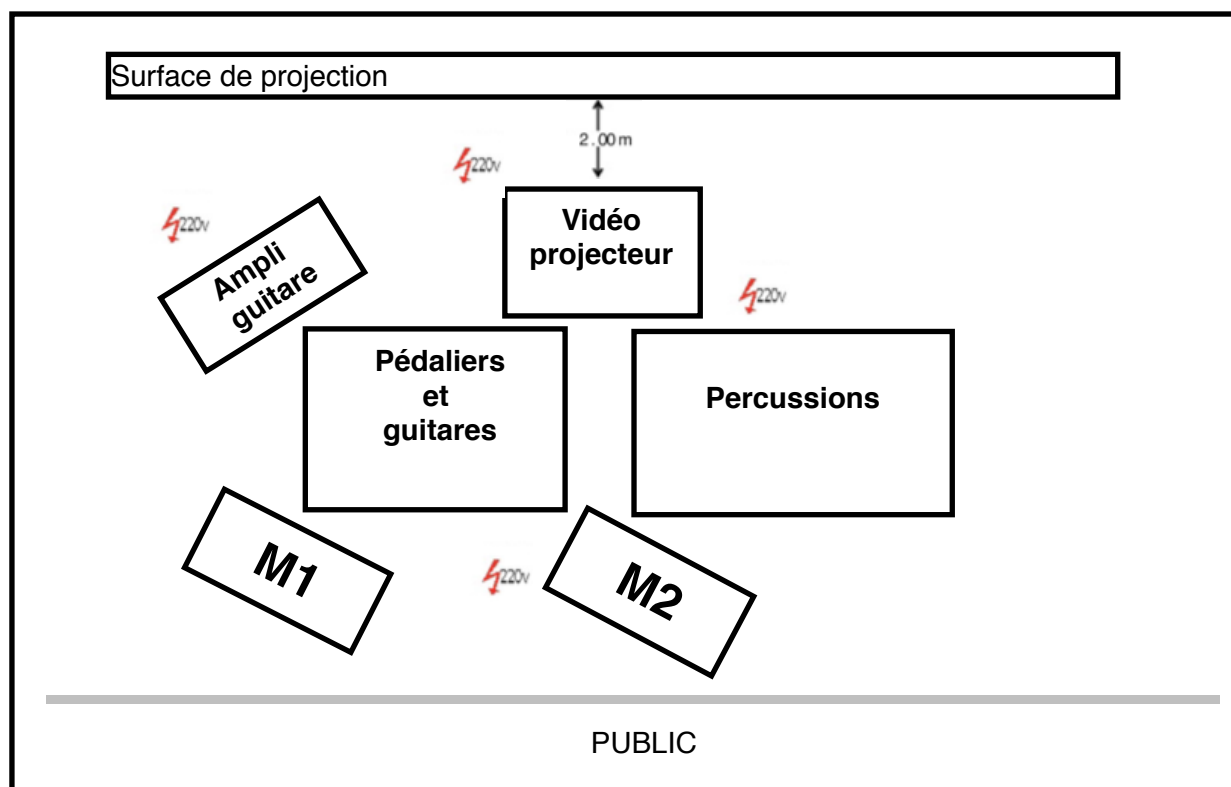 Surface de projection
2.00m
220v
220v
Vidéo
projecteur
Ampli
guitare
220v
Pédaliers
et
guitares
Percussions
M1
220v
M2
PUBLIC